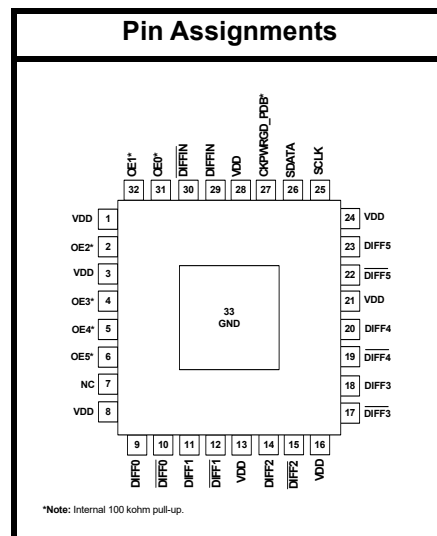 Pin Assignments
OE1*
OE0*
DIFFIN
DIFFIN
VDD
CKPWRGD_PDB*
SDATA
SCLK
32 31 30 29 28 27 26 25
VDD 1
OE2* 2
VDD 3
OE3* 4
OE4* 5
OE5* 6
NC 7
VDD 8
33
GND
24 VDD
23 DIFF5
22 DIFF5
21 VDD
20 DIFF4
19 DIFF4
18 DIFF3
17 DIFF3
9 10 11 12 13 14 15 16
DIFF0
DIFF0
DIFF1
DIFF1
VDD
DIFF2
DIFF2
VDD
*Note: Internal 100 kohm pull-up.